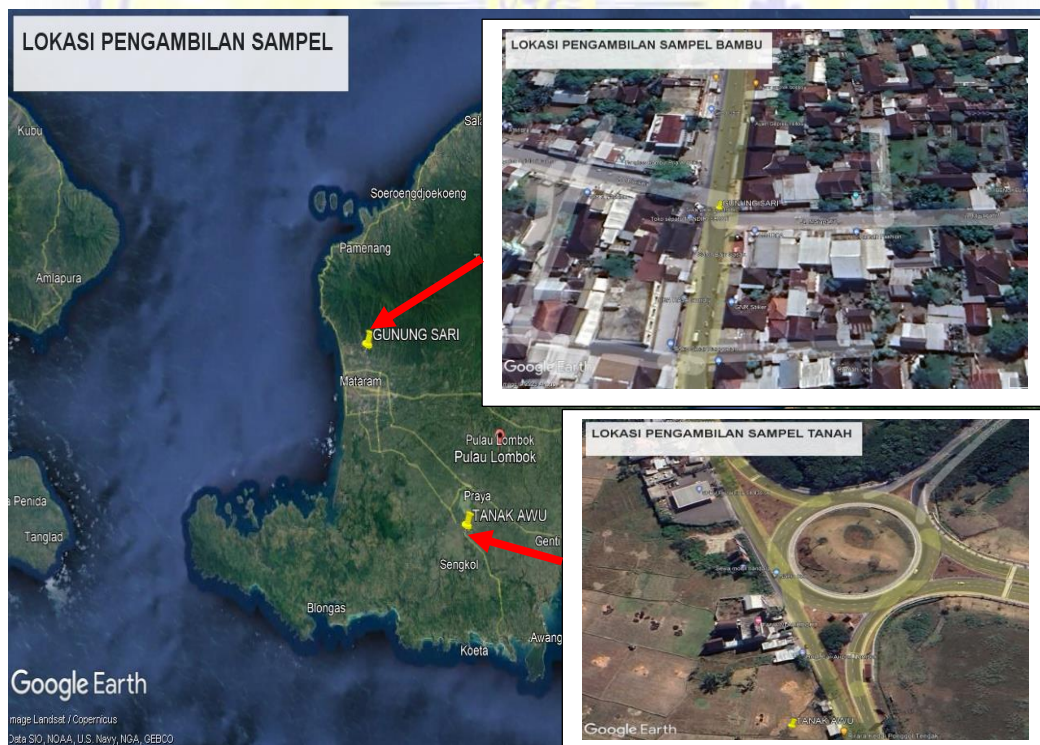 LOKASI PENGAMBILAN SAMPEL
Kubu
Sala
Soeroengdjoekoeng
Pamenang
Amlapura
GUNUNG SARI
Mataram
Pulau Lombok
Pulau Lombok
a Penida
Praya
TANAK AWU
Tanglad
Genti
Sengkol
Blongas
Awang
Koeta
Google Earth
mage Landsat / Copernicus
Data SIO, NOAA, U.S. Navy, NGA, GEBCO
LOKASI PENGAMBILAN SAMPEL BAMBU
GUNUNG SARI
Google Earth
LOKASI PENGAMBILAN SAMPEL TANAH
TANAK AWU
Google Earth